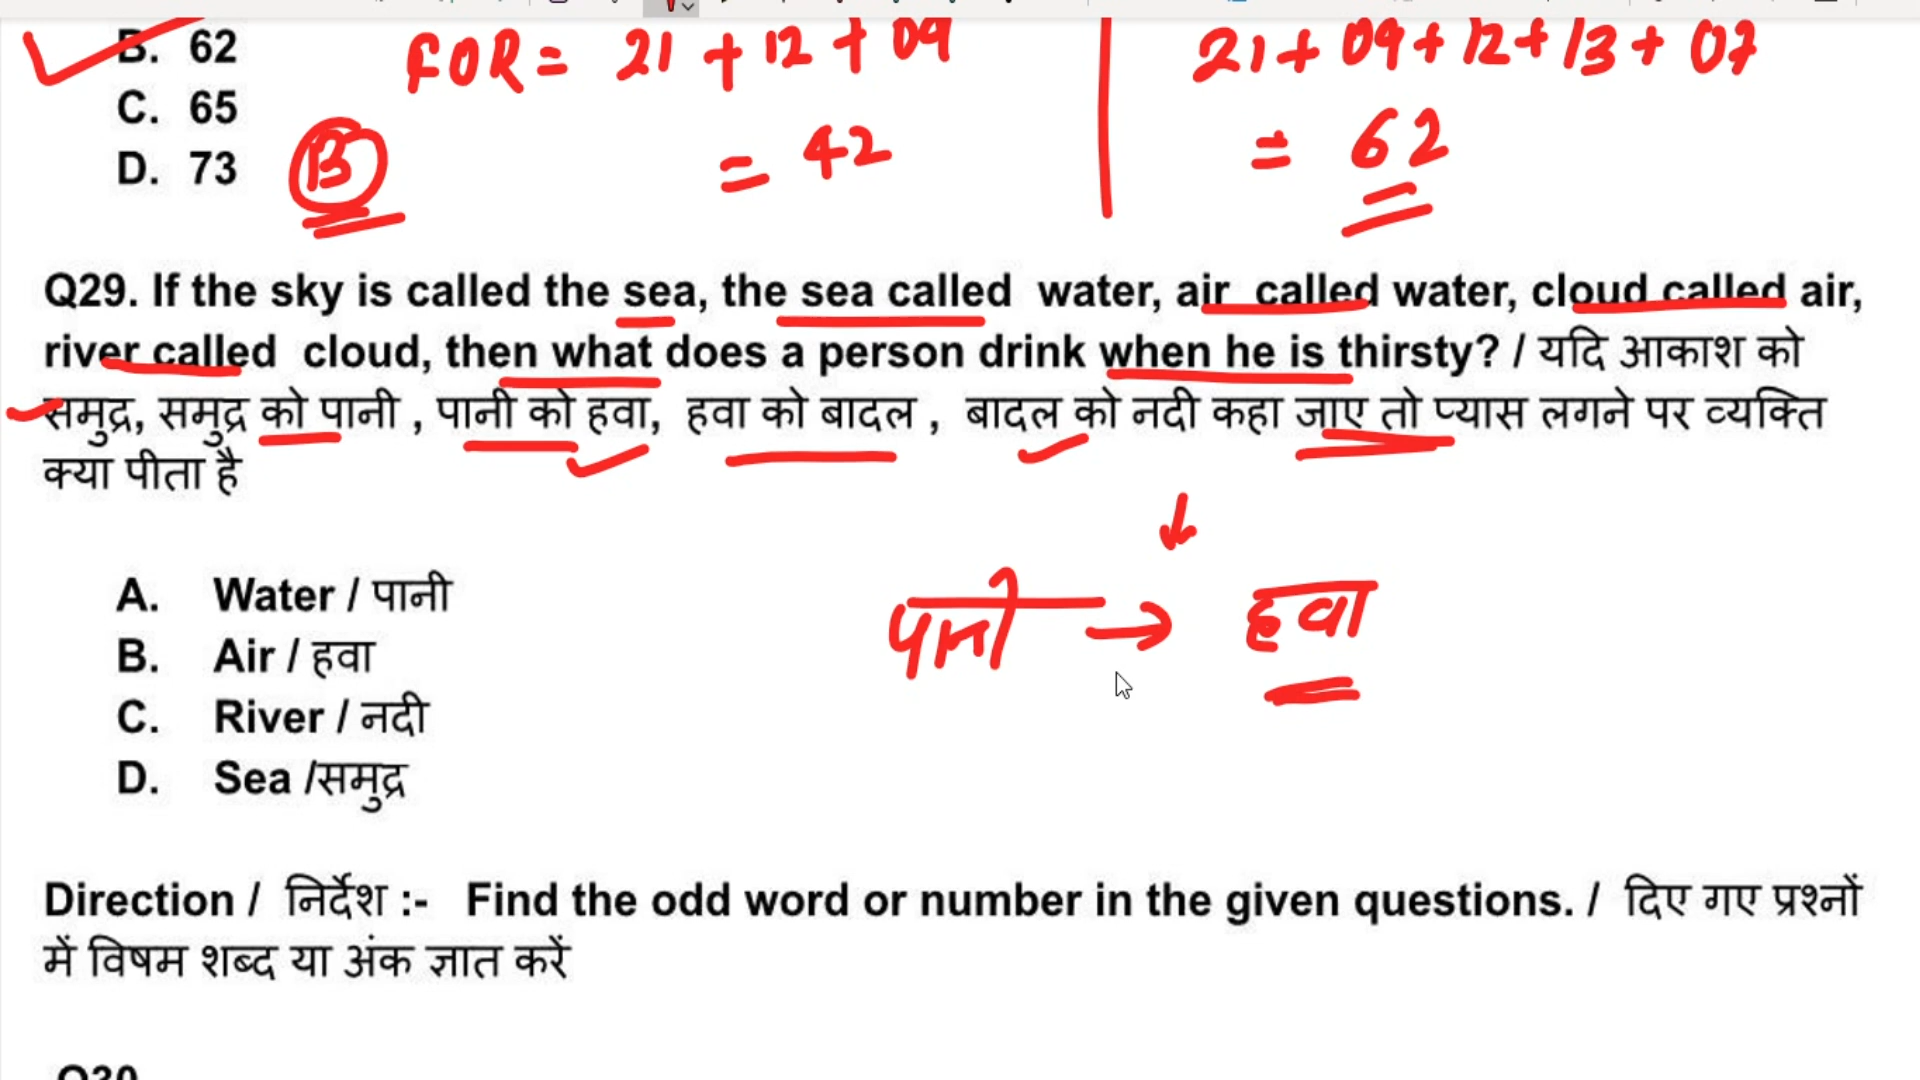 B. 62
FOR = 21 + 12 + 09
21 + 09 + 12 + 13 + 07
C. 65
= 42
= 62
D. 73
B
Q29. If the sky is called the sea, the sea called water, air called water, cloud called air,
river called cloud, then what does a person drink when he is thirsty? / यदि आकाश को
समुद्र, समुद्र को पानी , पानी को हवा, हवा को बादल , बादल को नदी कहा जाए तो प्यास लगने पर व्यक्ति
क्या पीता है
A. Water / पानी
पानी → हवा
B. Air / हवा
C. River / नदी
D. Sea /समुद्र
Direction / निर्देश :- Find the odd word or number in the given questions. / दिए गए प्रश्नों
में विषम शब्द या अंक ज्ञात करें
Q30